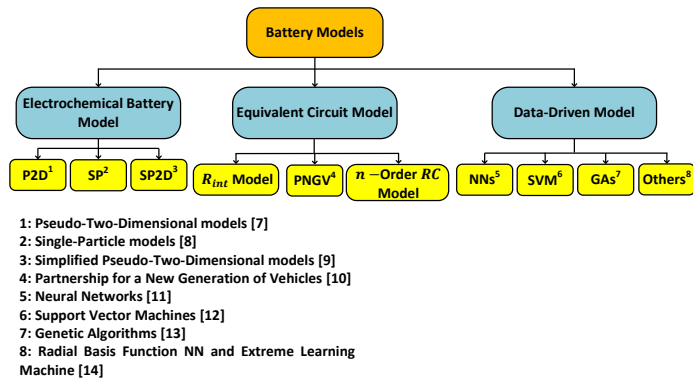 Battery Models
Electrochemical Battery
Model
Equivalent Circuit Model
Data-Driven Model
P2D¹
SP²
SP2D³
R_int Model
PNGV⁴
n −Order RC
Model
NNs⁵
SVM⁶
GAs⁷
Others⁸
1: Pseudo-Two-Dimensional models [7]
2: Single-Particle models [8]
3: Simplified Pseudo-Two-Dimensional models [9]
4: Partnership for a New Generation of Vehicles [10]
5: Neural Networks [11]
6: Support Vector Machines [12]
7: Genetic Algorithms [13]
8: Radial Basis Function NN and Extreme Learning
Machine [14]